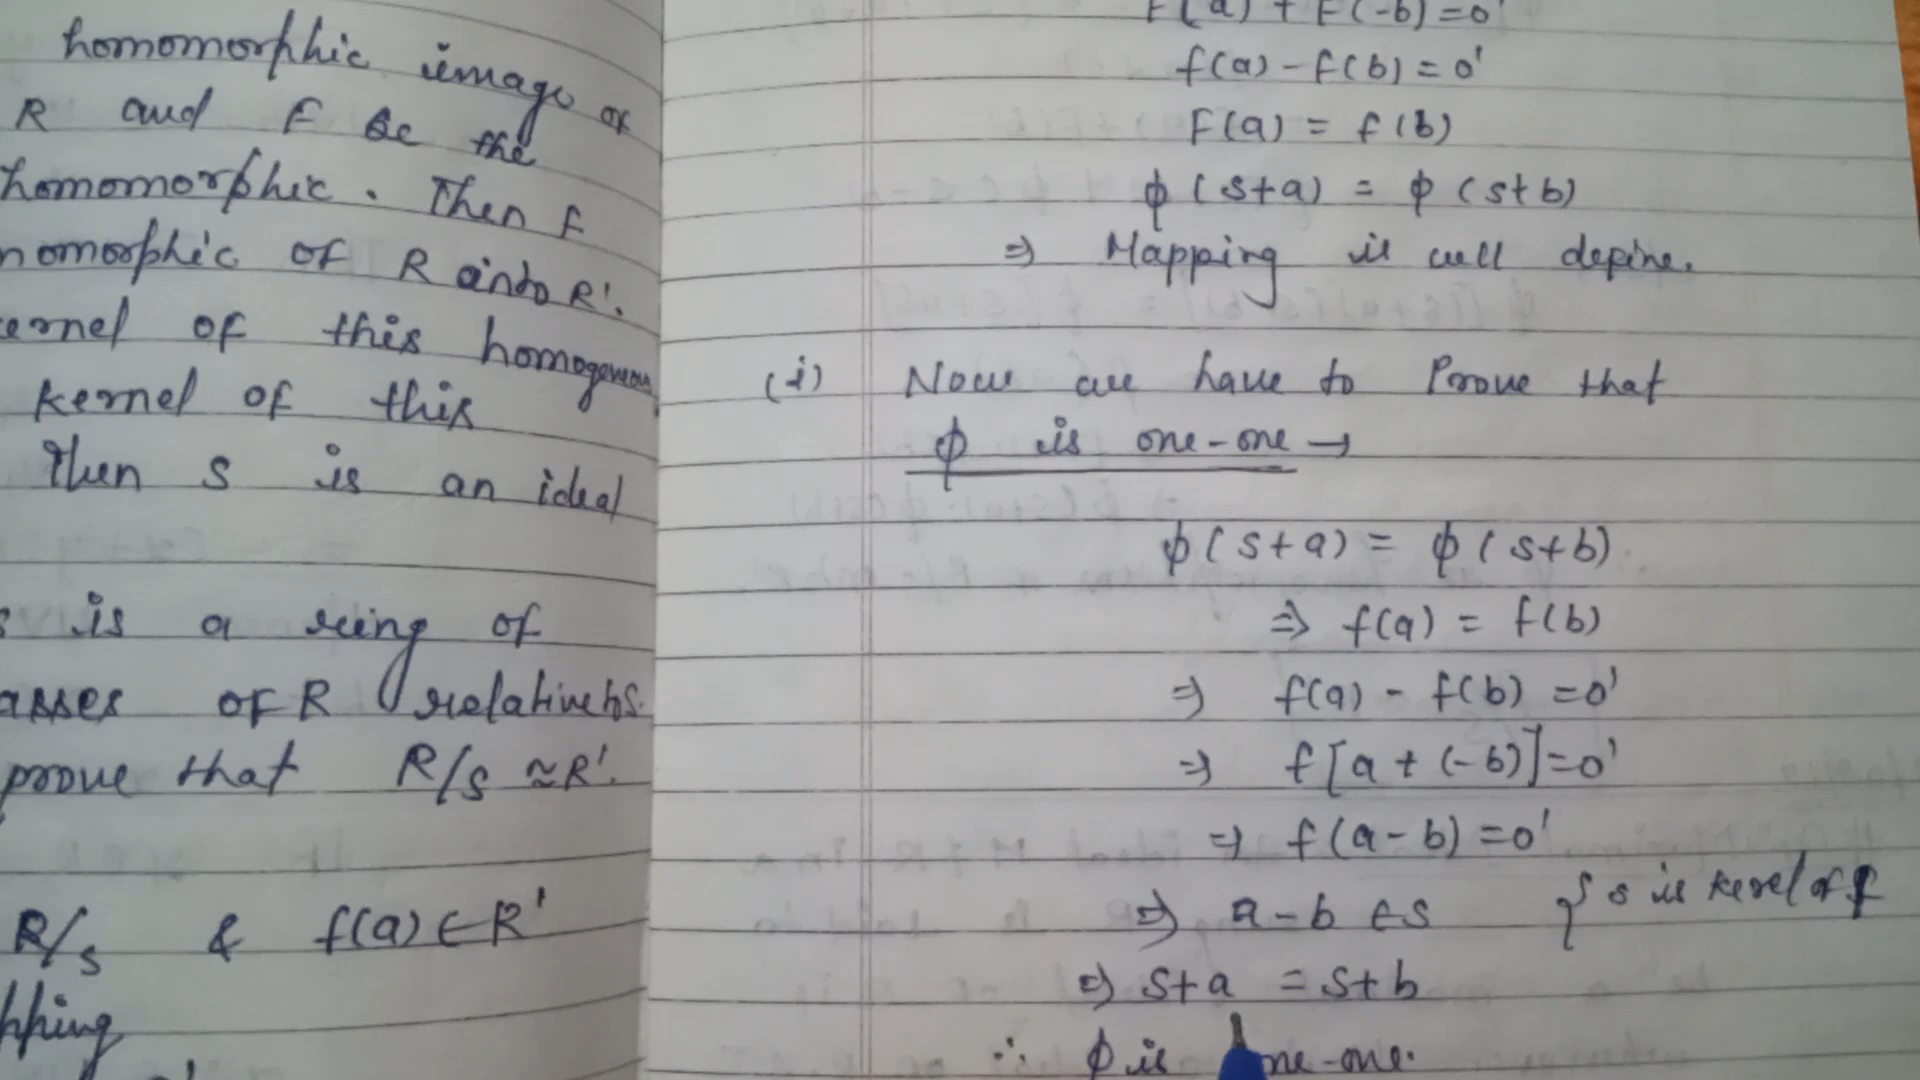 homomorphic image of
R and f be the
homomorphic. Then f
nomorphic of R into R'.
ernel of this homogeneous
kernel of this
Then S is an ideal
s is a ring of
asses of R relative to S.
prove that R/S ≈ R'.
R/S & f(a) ∈ R'
pping
F(a) + F(-b) = 0'
f(a) - f(b) = 0'
F(a) = f(b)
ϕ (s+a) = ϕ (s+b)
⇒ Mapping is well define.
(i) Now we have to Prove that
ϕ is one-one →
ϕ(s+a) = ϕ(s+b)
⇒ f(a) = f(b)
⇒ f(a) - f(b) = 0'
⇒ f[a + (-b)] = 0'
⇒ f(a-b) = 0'
⇒ a-b ∈ S { s is kerel of f
⇒ S+a = S+b
∴ ϕ is one-one.